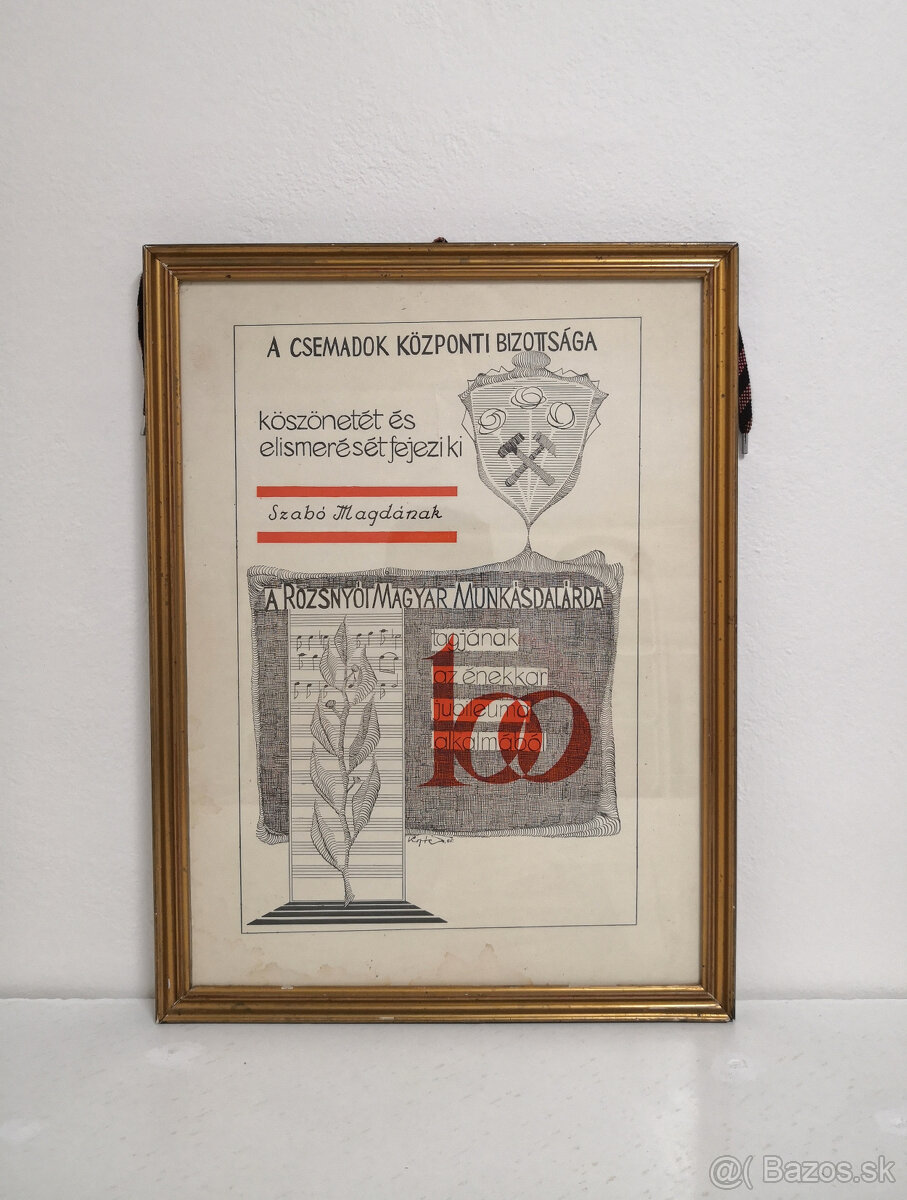 A CSEMADOK KÖZPONTI BIZOTTSÁGA
köszönetét és
elismerését fejezi ki
Szabó Magdának
A ROZSNYÓI MAGYAR MUNKÁSDALÁRDA
tagjának
az énekkar
jubileuma
alkalmából
100
@( Bazos.sk